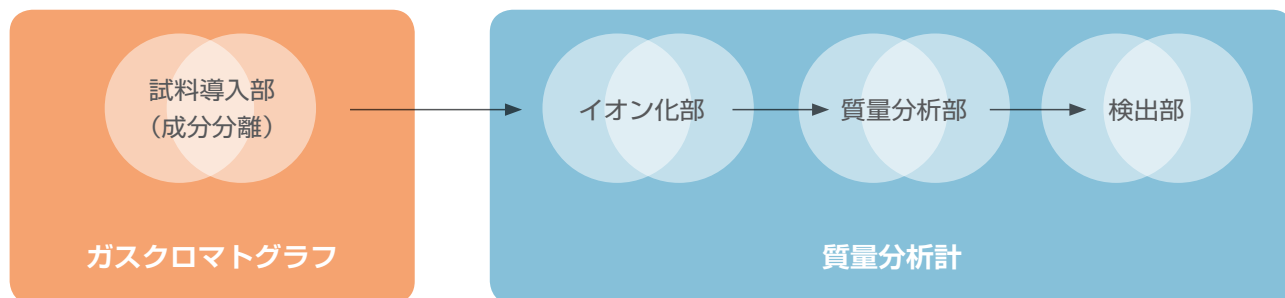 試料導入部
（成分分離）
イオン化部
質量分析部
検出部
ガスクロマトグラフ
質量分析計